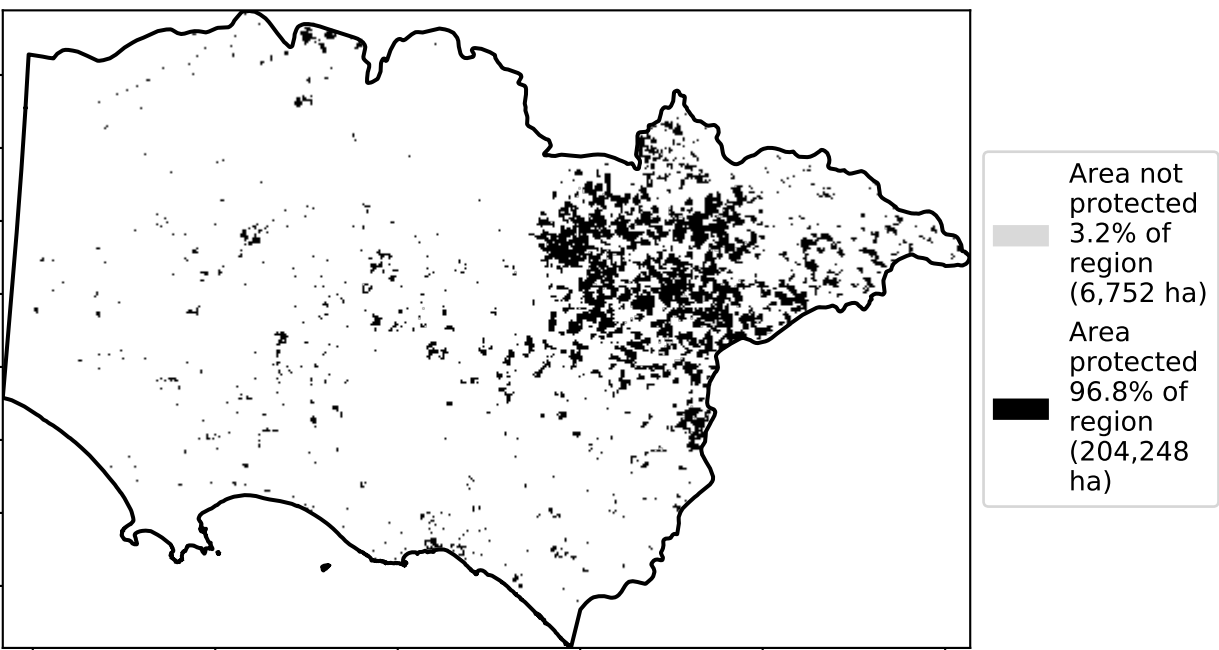 Area not
protected
3.2% of
region
(6,752 ha)
Area
protected
96.8% of
region
(204,248
ha)